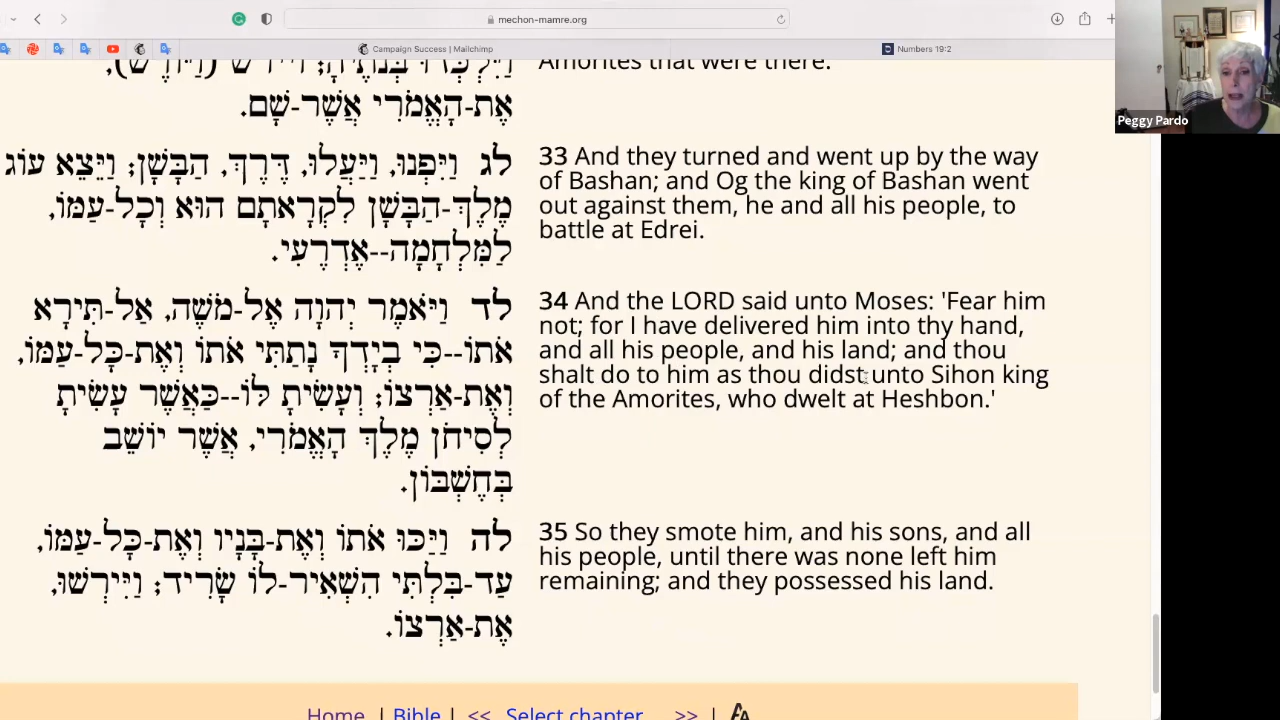 mechon-mamre.org
Campaign Success | Mailchimp
Numbers 19:2
Peggy Pardo
Amorites that were there.
אֶת-הָאֱמֹרִי אֲשֶׁר-שָׁם.
לג וַיִּפְנוּ, וַיַּעֲלוּ, דֶּרֶךְ, הַבָּשָׁן; וַיֵּצֵא עוֹג
מֶלֶךְ-הַבָּשָׁן לִקְרָאתָם הוּא וְכָל-עַמּוֹ,
לַמִּלְחָמָה--אֶדְרֶעִי.
33 And they turned and went up by the way
of Bashan; and Og the king of Bashan went
out against them, he and all his people, to
battle at Edrei.
לד וַיֹּאמֶר יְהוָה אֶל-מֹשֶׁה, אַל-תִּירָא
אֹתוֹ--כִּי בְיָדְךָ נָתַתִּי אֹתוֹ וְאֶת-כָּל-עַמּוֹ,
וְאֶת-אַרְצוֹ; וְעָשִׂיתָ לּוֹ--כַּאֲשֶׁר עָשִׂיתָ
לְסִיחֹן מֶלֶךְ הָאֱמֹרִי, אֲשֶׁר יוֹשֵׁב
בְּחֶשְׁבּוֹן.
34 And the LORD said unto Moses: 'Fear him
not; for I have delivered him into thy hand,
and all his people, and his land; and thou
shalt do to him as thou didst unto Sihon king
of the Amorites, who dwelt at Heshbon.'
לה וַיַּכּוּ אֹתוֹ וְאֶת-בָּנָיו וְאֶת-כָּל-עַמּוֹ,
עַד-בִּלְתִּי הִשְׁאִיר-לוֹ שָׂרִיד; וַיִּירְשׁוּ,
אֶת-אַרְצוֹ.
35 So they smote him, and his sons, and all
his people, until there was none left him
remaining; and they possessed his land.
Home | Bible | << Select chapter >> | אA